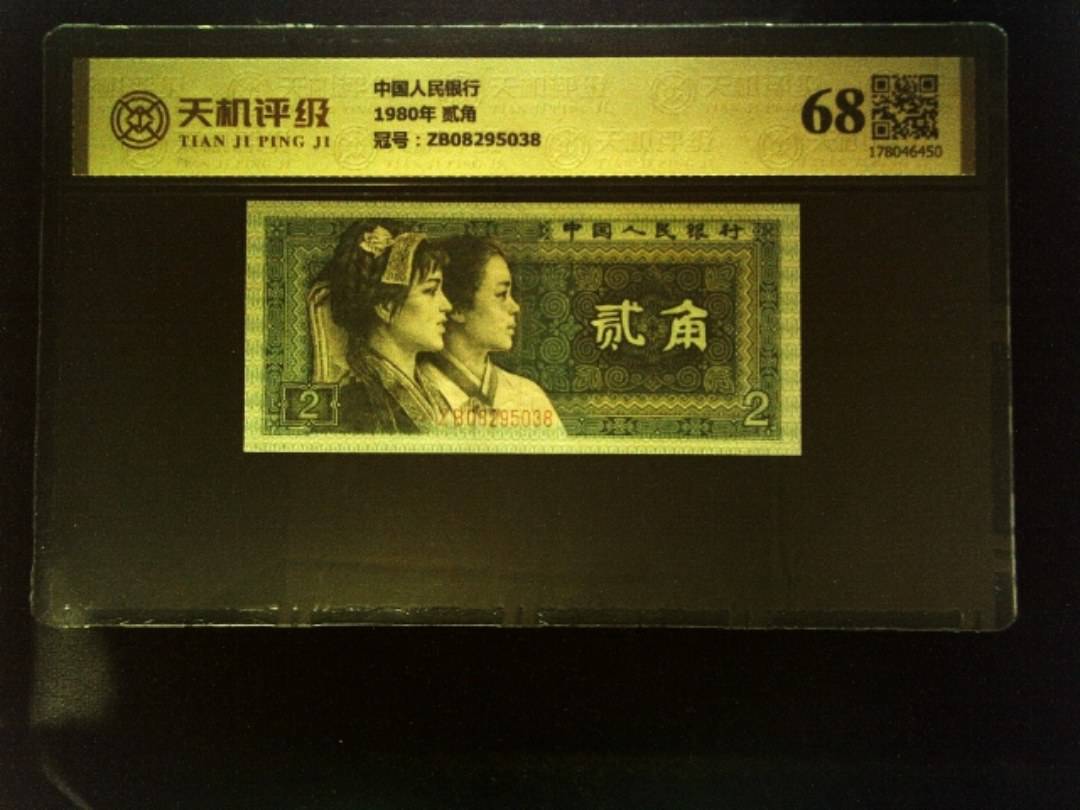 天机评级
TIAN JI PING JI
中国人民银行
1980年 贰角
冠号：ZB08295038
68
178046450
中国人民银行
贰角
2
2
ZB08295038